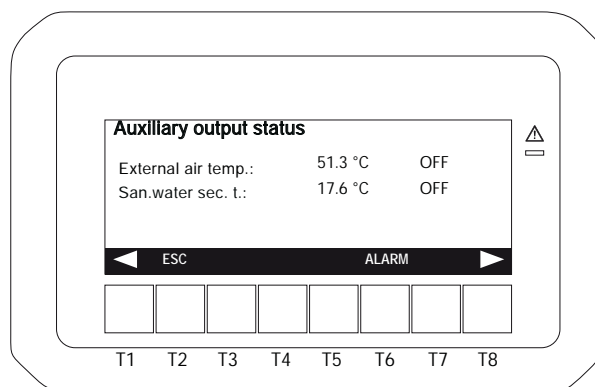 Auxiliary output status
External air temp.: 51.3 °C OFF
San.water sec. t.: 17.6 °C OFF
ESC ALARM
T1 T2 T3 T4 T5 T6 T7 T8